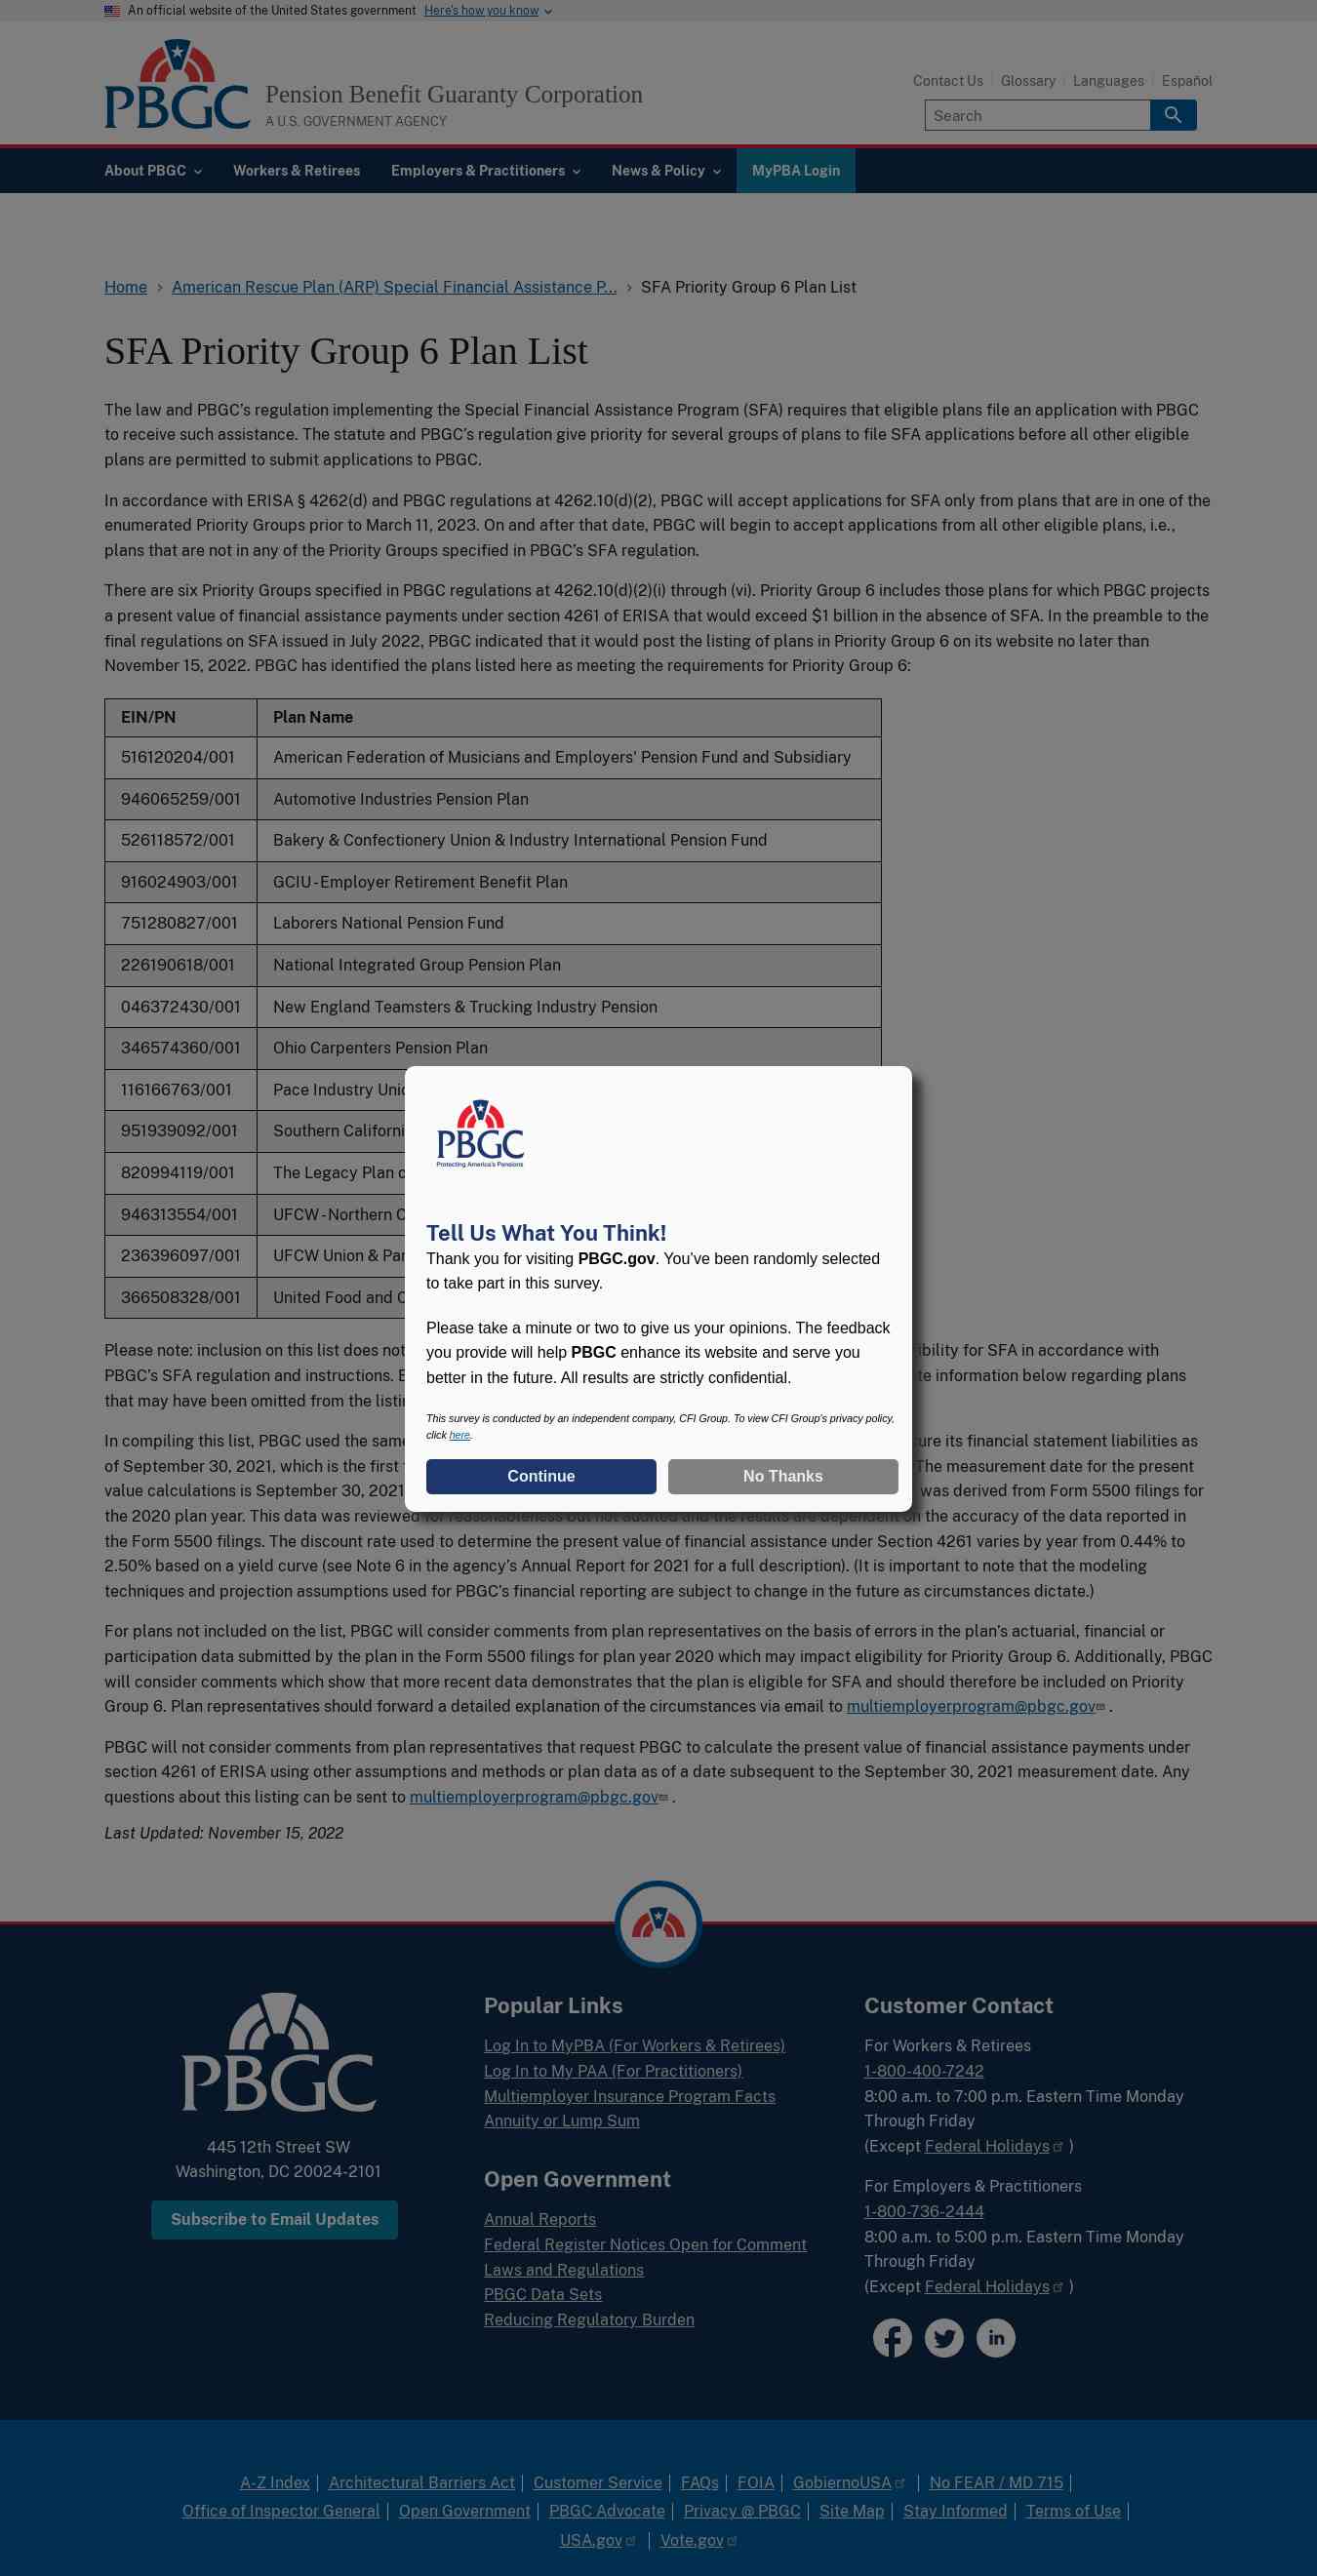 An official website of the United States government Here's how you know
PBGC
Pension Benefit Guaranty Corporation
A U.S. GOVERNMENT AGENCY
Contact Us Glossary Languages Español
Search
About PBGC Workers & Retirees Employers & Practitioners News & Policy MyPBA Login
Home American Rescue Plan (ARP) Special Financial Assistance P... SFA Priority Group 6 Plan List
SFA Priority Group 6 Plan List
The law and PBGC's regulation implementing the Special Financial Assistance Program (SFA) requires that eligible plans file an application with PBGC
to receive such assistance. The statute and PBGC's regulation give priority for several groups of plans to file SFA applications before all other eligible
plans are permitted to submit applications to PBGC.
In accordance with ERISA § 4262(d) and PBGC regulations at 4262.10(d)(2), PBGC will accept applications for SFA only from plans that are in one of the
enumerated Priority Groups prior to March 11, 2023. On and after that date, PBGC will begin to accept applications from all other eligible plans, i.e.,
plans that are not in any of the Priority Groups specified in PBGC's SFA regulation.
There are six Priority Groups specified in PBGC regulations at 4262.10(d)(2)(i) through (vi). Priority Group 6 includes those plans for which PBGC projects
a present value of financial assistance payments under section 4261 of ERISA that would exceed $1 billion in the absence of SFA. In the preamble to the
final regulations on SFA issued in July 2022, PBGC indicated that it would post the listing of plans in Priority Group 6 on its website no later than
November 15, 2022. PBGC has identified the plans listed here as meeting the requirements for Priority Group 6:
EIN/PN Plan Name
516120204/001 American Federation of Musicians and Employers' Pension Fund and Subsidiary
946065259/001 Automotive Industries Pension Plan
526118572/001 Bakery & Confectionery Union & Industry International Pension Fund
916024903/001 GCIU-Employer Retirement Benefit Plan
751280827/001 Laborers National Pension Fund
226190618/001 National Integrated Group Pension Plan
046372430/001 New England Teamsters & Trucking Industry Pension
346574360/001 Ohio Carpenters Pension Plan
116166763/001 Pace Industry
951939092/001 Southern
820994119/001 The Legacy Plan
946313554/001 UFCW-Northern
236396097/001 UFCW Union &
366508328/001 United Food and
PBGC
Protecting America's Pensions
Tell Us What You Think!
Thank you for visiting PBGC.gov. You've been randomly selected
to take part in this survey.
Please take a minute or two to give us your opinions. The feedback
you provide will help PBGC enhance its website and serve you
better in the future. All results are strictly confidential.
This survey is conducted by an independent company, CFI Group. To view CFI Group's privacy policy,
click here.
Continue No Thanks
Please note: inclusion on this list does not for SFA in accordance with
PBGC's SFA regulation and instructions. information below regarding plans
that may have been omitted from the
In compiling this list, PBGC used the its financial statement liabilities as
of September 30, 2021, which is the first The measurement date for the present
value calculations is September 30, 2021 was derived from Form 5500 filings for
the 2020 plan year. This data was reviewed for reasonableness but not audited and the results are dependent on the accuracy of the data reported in
the Form 5500 filings. The discount rate used to determine the present value of financial assistance under Section 4261 varies by year from 0.44% to
2.50% based on a yield curve (see Note 6 in the agency's Annual Report for 2021 for a full description). (It is important to note that the modeling
techniques and projection assumptions used for PBGC's financial reporting are subject to change in the future as circumstances dictate.)
For plans not included on the list, PBGC will consider comments from plan representatives on the basis of errors in the plan's actuarial, financial or
participation data submitted by the plan in the Form 5500 filings for plan year 2020 which may impact eligibility for Priority Group 6. Additionally, PBGC
will consider comments which show that more recent data demonstrates that the plan is eligible for SFA and should therefore be included on Priority
Group 6. Plan representatives should forward a detailed explanation of the circumstances via email to multiemployerprogram@pbgc.gov .
PBGC will not consider comments from plan representatives that request PBGC to calculate the present value of financial assistance payments under
section 4261 of ERISA using other assumptions and methods or plan data as of a date subsequent to the September 30, 2021 measurement date. Any
questions about this listing can be sent to multiemployerprogram@pbgc.gov .
Last Updated: November 15, 2022
PBGC
445 12th Street SW
Washington, DC 20024-2101
Subscribe to Email Updates
Popular Links
Log In to MyPBA (For Workers & Retirees)
Log In to My PAA (For Practitioners)
Multiemployer Insurance Program Facts
Annuity or Lump Sum
Open Government
Annual Reports
Federal Register Notices Open for Comment
Laws and Regulations
PBGC Data Sets
Reducing Regulatory Burden
Customer Contact
For Workers & Retirees
1-800-400-7242
8:00 a.m. to 7:00 p.m. Eastern Time Monday
Through Friday
(Except Federal Holidays )
For Employers & Practitioners
1-800-736-2444
8:00 a.m. to 5:00 p.m. Eastern Time Monday
Through Friday
(Except Federal Holidays )
in
A-Z Index Architectural Barriers Act Customer Service FAQs FOIA GobiernoUSA No FEAR / MD 715
Office of Inspector General Open Government PBGC Advocate Privacy @ PBGC Site Map Stay Informed Terms of Use
USA.gov Vote.gov